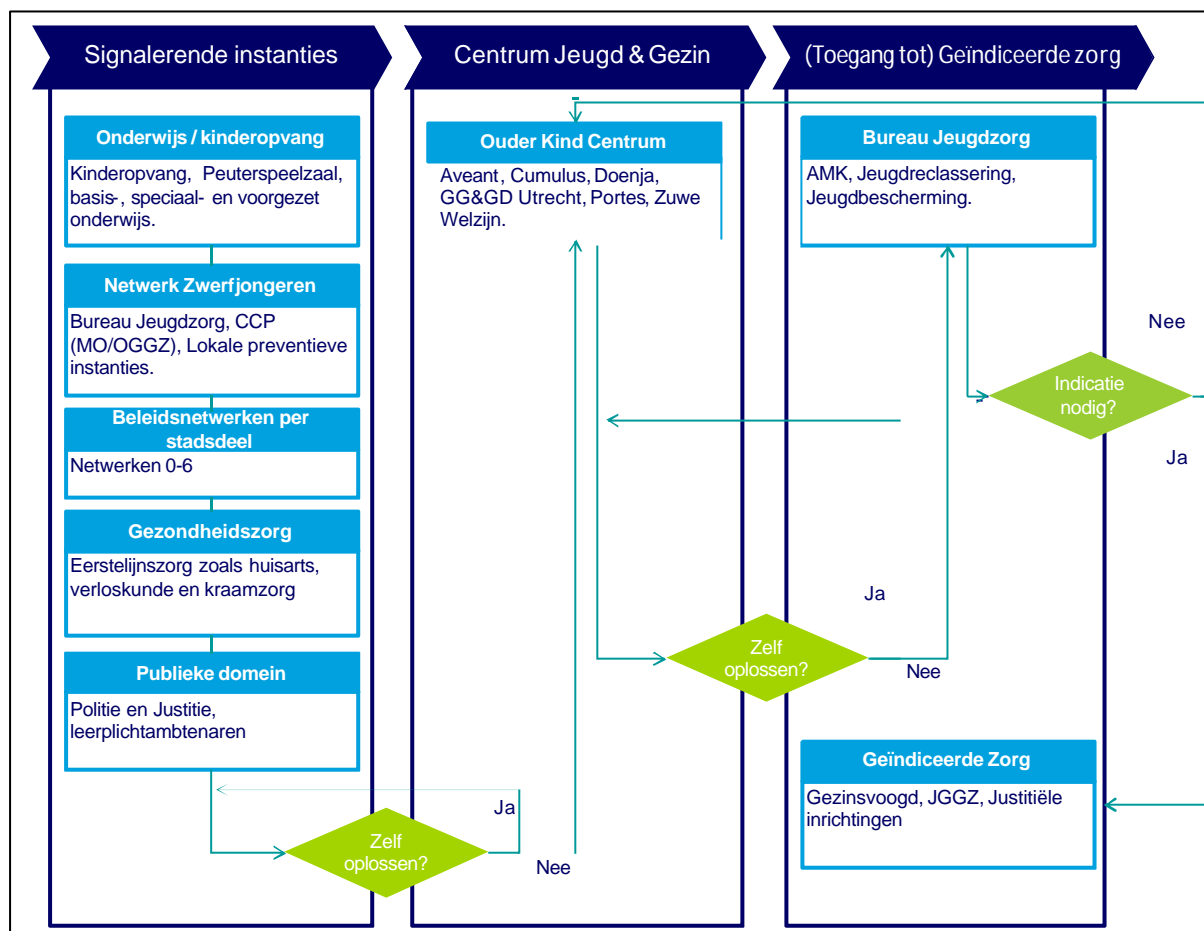 Signalerende instanties
Onderwijs / kinderopvang
Kinderopvang, Peuterspeelzaal,
basis-, speciaal- en voorgezet
onderwijs.
Netwerk Zwerfjongeren
Bureau Jeugdzorg, CCP
(MO/OGGZ), Lokale preventieve
instanties.
Beleidsnetwerken per
stadsdeel
Netwerken 0-6
Gezondheidszorg
Eerstelijnszorg zoals huisarts,
verloskunde en kraamzorg
Publieke domein
Politie en Justitie,
leerplichtambtenaren
Ja
Zelf
oplossen?
Nee
Centrum Jeugd & Gezin
Ouder Kind Centrum
Aveant, Cumulus, Doenja,
GG&GD Utrecht, Portes, Zuwe
Welzijn.
Zelf
oplossen?
Ja
Nee
(Toegang tot) Geïndiceerde zorg
Bureau Jeugdzorg
AMK, Jeugdreclassering,
Jeugdbescherming.
Indicatie
nodig?
Nee
Ja
Geïndiceerde Zorg
Gezinsvoogd, JGGZ, Justitiële
inrichtingen